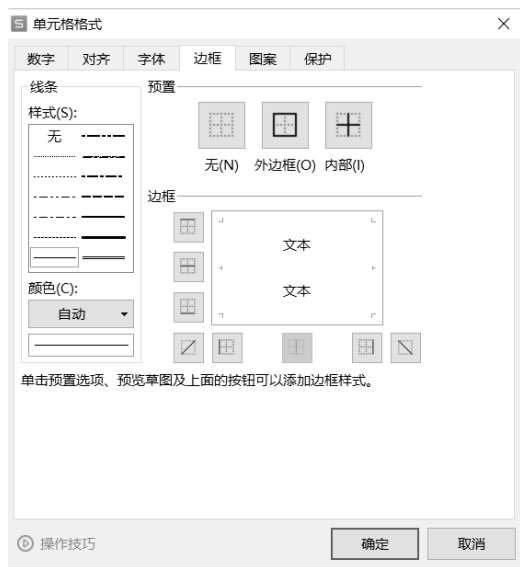 S 单元格格式
数字 对齐 字体 边框 图案 保护
线条
样式(S):
无
颜色(C):
自动
预置
无(N) 外边框(O) 内部(I)
边框
文本
文本
单击预置选项、预览草图及上面的按钮可以添加边框样式。
操作技巧
确定 取消